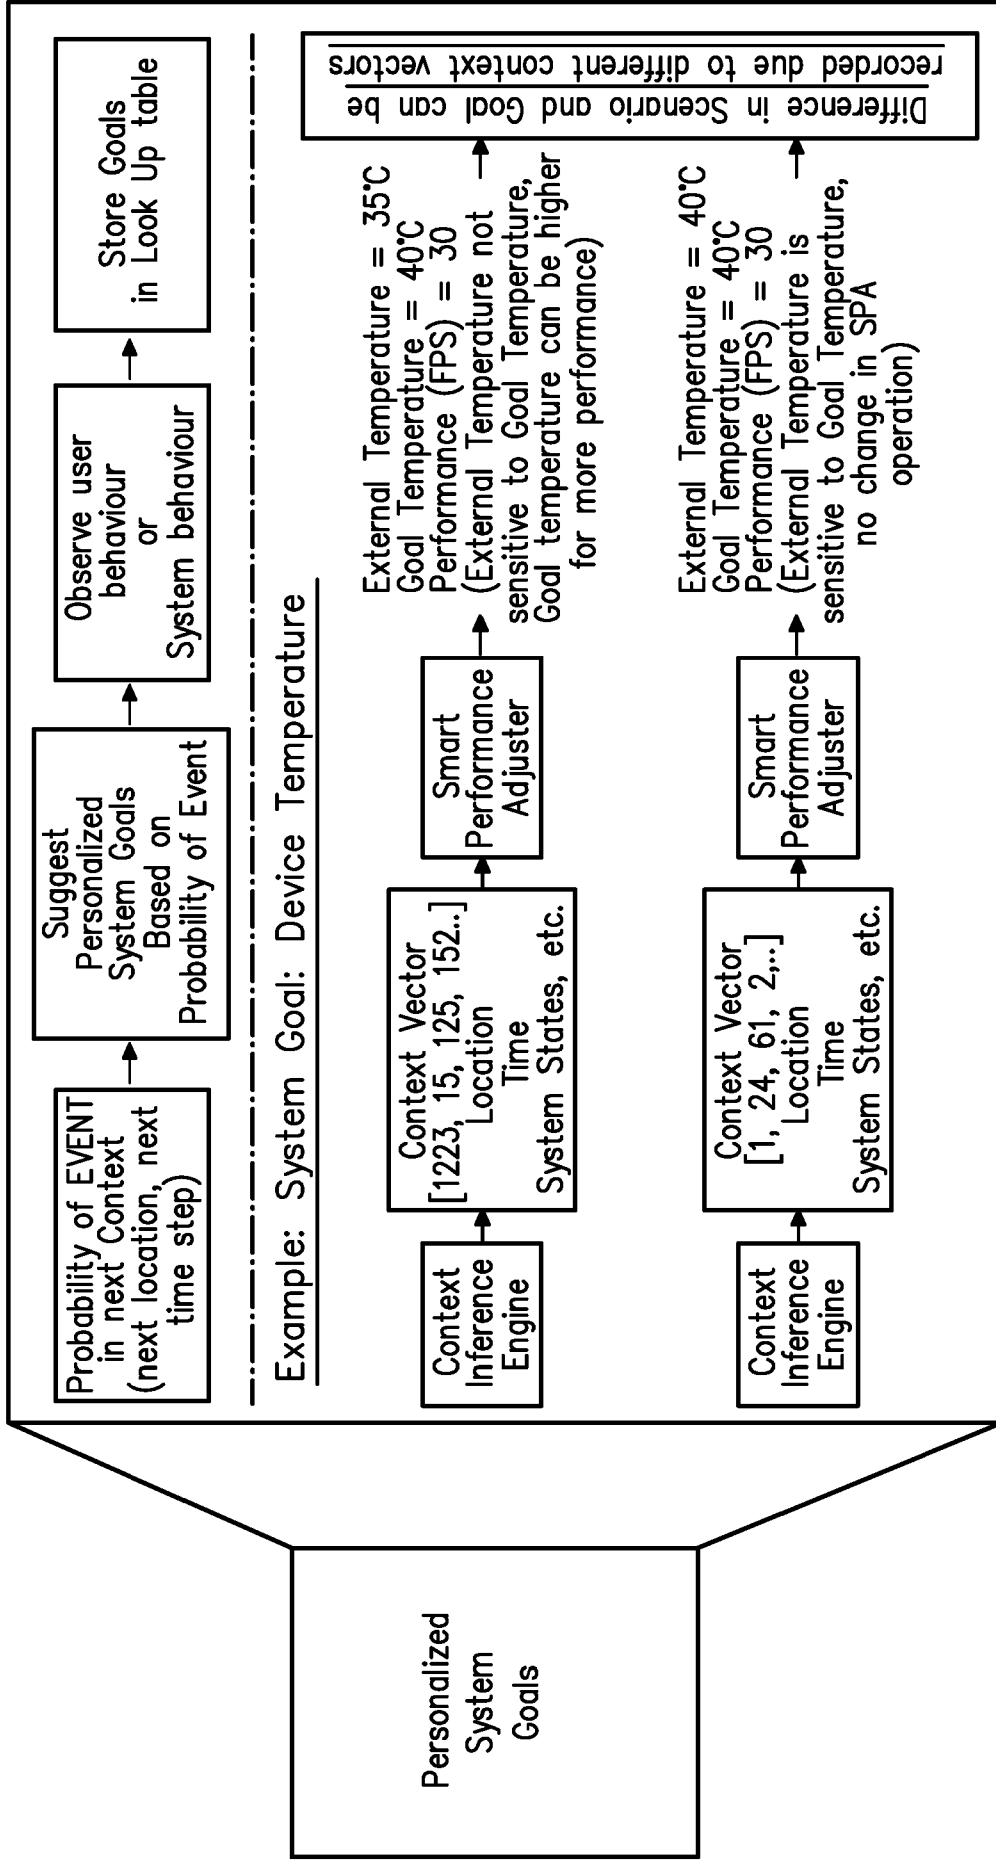 Personalized
System
Goals
Probability of EVENT
in next Context
(next location, next
time step)
Suggest
Personalized
System Goals
Based on
Probability of Event
Observe user
behaviour
or
System behaviour
Store Goals
in Look Up table
Example: System Goal: Device Temperature
Context
Inference
Engine
Context Vector
[1223, 15, 125, 152..]
Location
Time
System States, etc.
Smart
Performance
Adjuster
External Temperature = 35°C
Goal Temperature = 40°C
Performance (FPS) = 30
(External Temperature not
sensitive to Goal Temperature,
Goal temperature can be higher
for more performance)
Context
Inference
Engine
Context Vector
[1, 24, 61, 2,..]
Location
Time
System States, etc.
Smart
Performance
Adjuster
External Temperature = 40°C
Goal Temperature = 40°C
Performance (FPS) = 30
(External Temperature is
sensitive to Goal Temperature,
no change in SPA
operation)
Difference in Scenario and Goal can be
recorded due to different context vectors